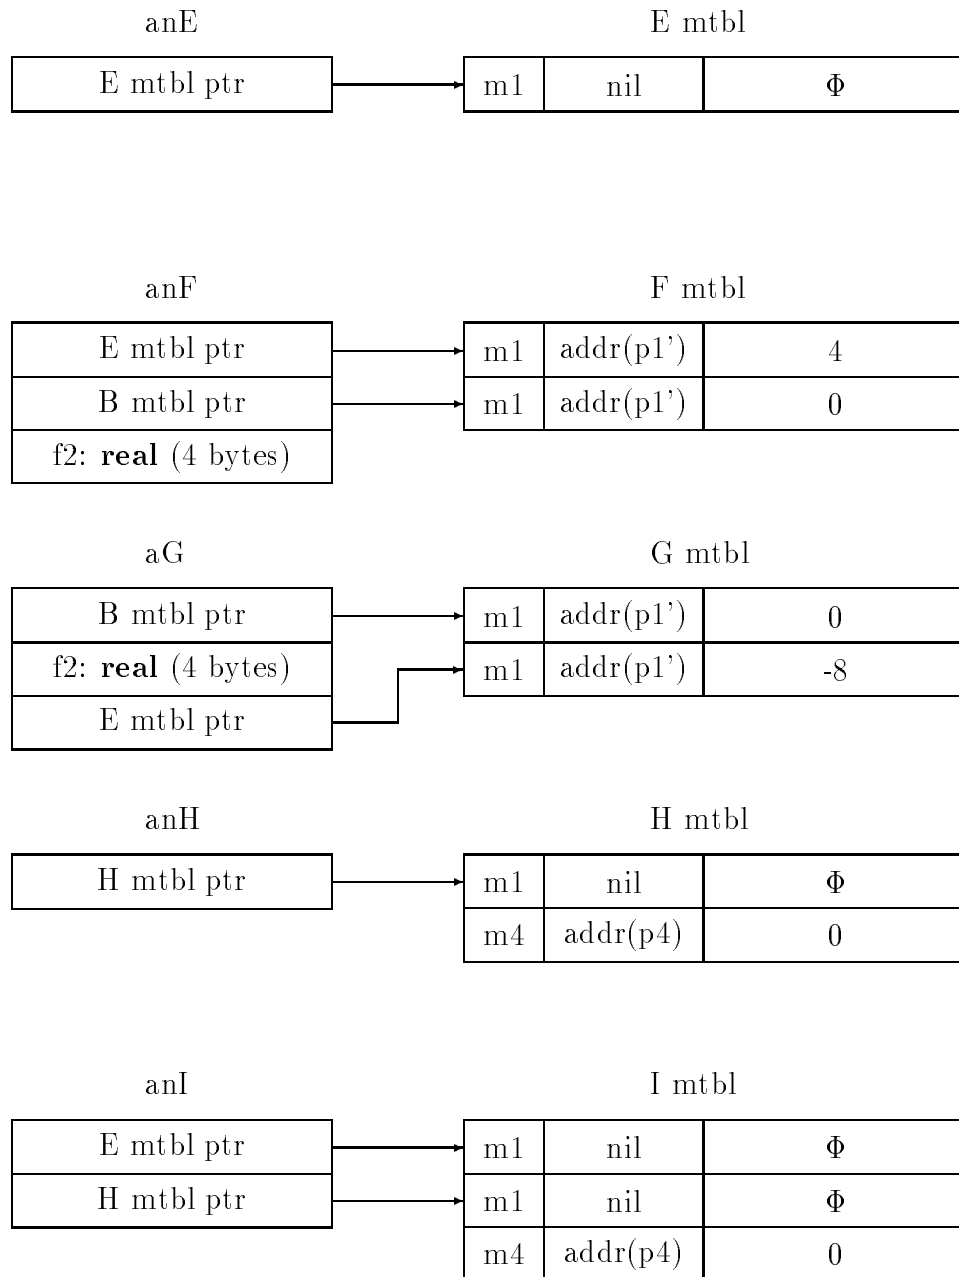 anE E mtbl
E mtbl ptr m1 nil Φ
anF F mtbl
E mtbl ptr m1 addr(p1') 4
B mtbl ptr m1 addr(p1') 0
f2: real (4 bytes)
aG G mtbl
B mtbl ptr m1 addr(p1') 0
f2: real (4 bytes) m1 addr(p1') -8
E mtbl ptr
anH H mtbl
H mtbl ptr m1 nil Φ
m4 addr(p4) 0
anI I mtbl
E mtbl ptr m1 nil Φ
H mtbl ptr m1 nil Φ
m4 addr(p4) 0